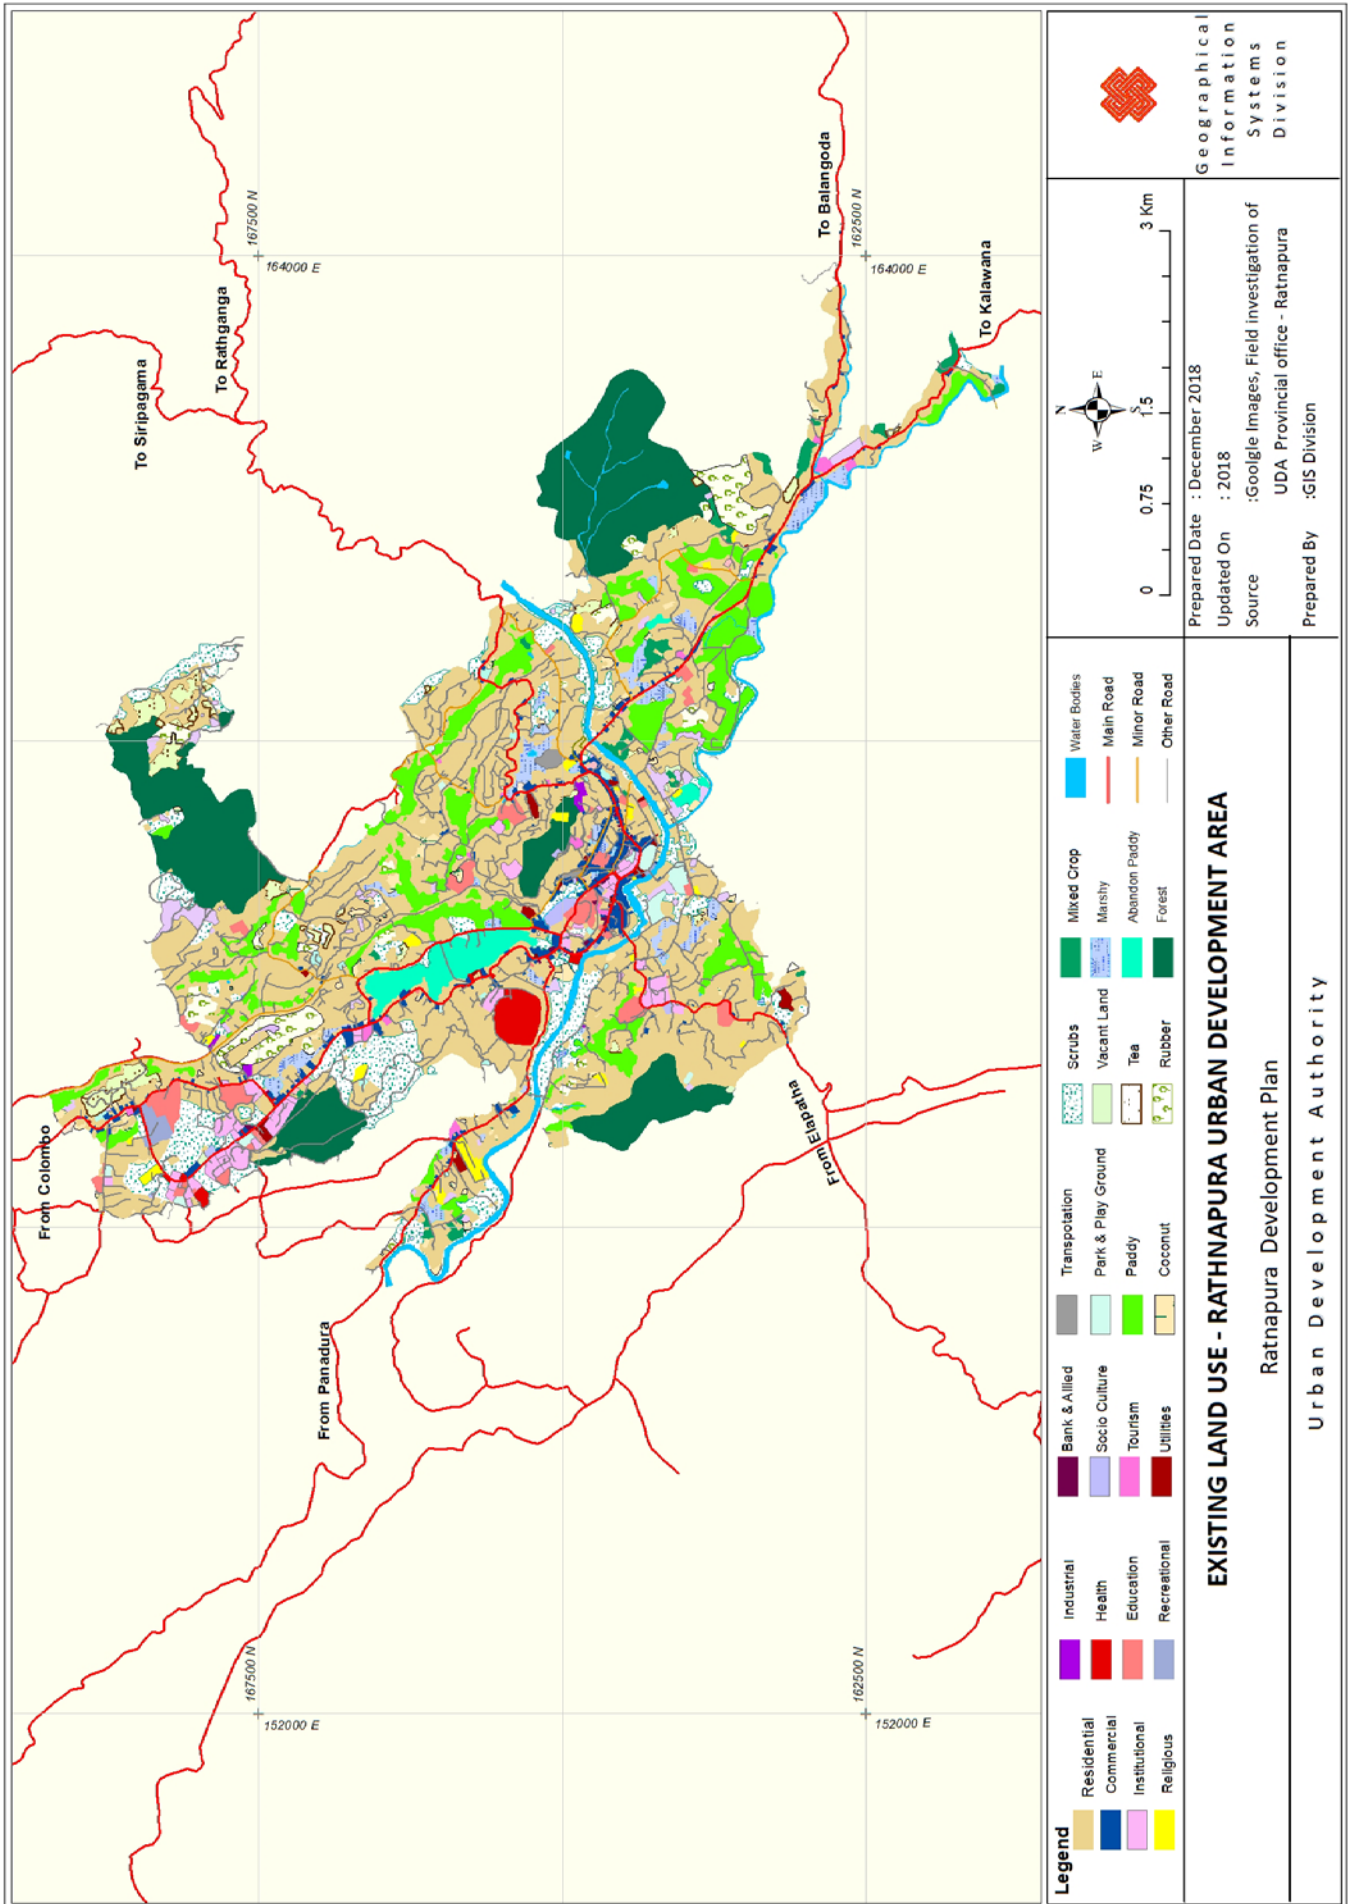 From Colombo
From Panadura
From Elapatha
To Siripagama
To Rathganga
To Balangoda
To Kalawana
167500 N
152000 E
162500 N
152000 E
167500 N
164000 E
162500 N
164000 E
Legend
Residential
Commercial
Institutional
Religious
Industrial
Health
Education
Recreational
Bank & Allied
Socio Culture
Tourism
Utilities
Transpotation
Park & Play Ground
Paddy
Coconut
Scrubs
Vacant Land
Tea
Rubber
Mixed Crop
Marshy
Abandon Paddy
Forest
Water Bodies
Main Road
Minor Road
Other Road
EXISTING LAND USE - RATHNAPURA URBAN DEVELOPMENT AREA
Ratnapura Development Plan
Urban Development Authority
N
W E
S
0 0.75 1.5 3 Km
Prepared Date : December 2018
Updated On : 2018
Source :Goolgle Images, Field investigation of
UDA Provincial office - Ratnapura
Prepared By :GIS Division
Geographical
Information
Systems
Division